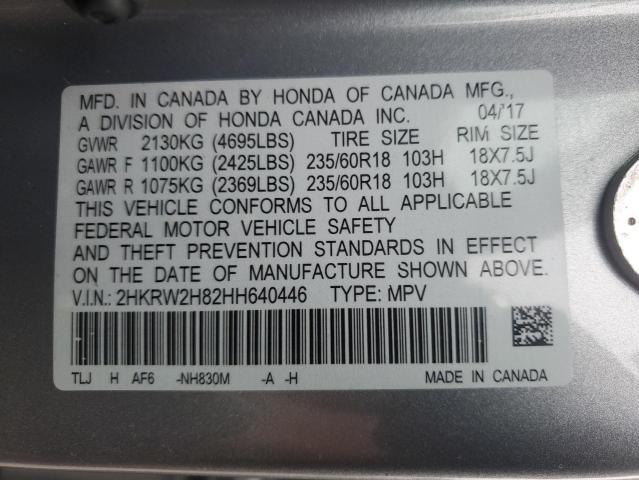 MFD. IN CANADA BY HONDA OF CANADA MFG.,
A DIVISION OF HONDA CANADA INC. 04/17
GVWR 2130KG (4695LBS) TIRE SIZE RIM SIZE
GAWR F 1100KG (2425LBS) 235/60R18 103H 18X7.5J
GAWR R 1075KG (2369LBS) 235/60R18 103H 18X7.5J
THIS VEHICLE CONFORMS TO ALL APPLICABLE
FEDERAL MOTOR VEHICLE SAFETY
AND THEFT PREVENTION STANDARDS IN EFFECT
ON THE DATE OF MANUFACTURE SHOWN ABOVE.
V.I.N.: 2HKRW2H82HH640446 TYPE: MPV
TLJ H AF6 -NH830M -A -H MADE IN CANADA